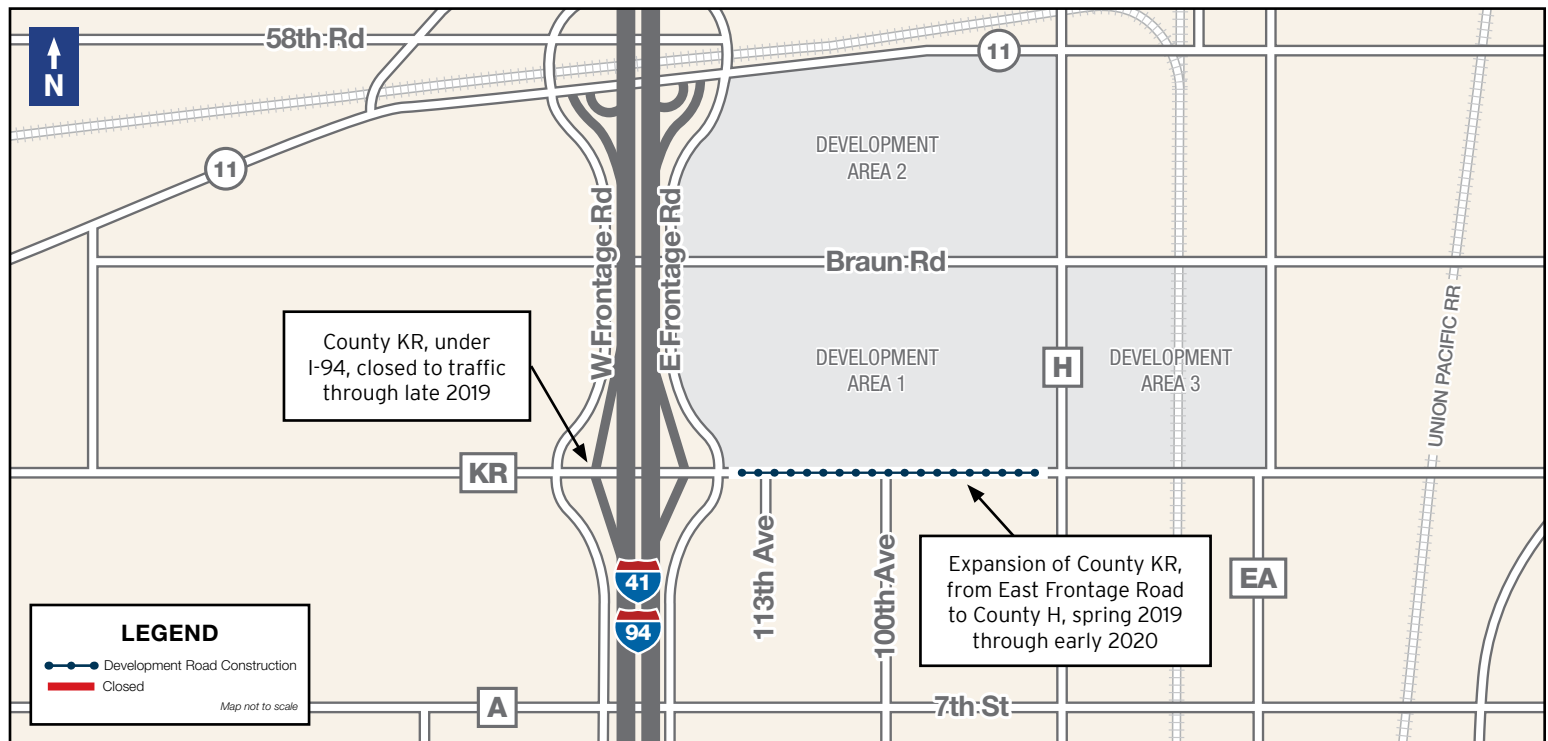 N
58th Rd
11
11
DEVELOPMENT
AREA 2
W Frontage Rd
E Frontage Rd
Braun Rd
County KR, under
I-94, closed to traffic
through late 2019
DEVELOPMENT
AREA 1
H
DEVELOPMENT
AREA 3
UNION PACIFIC RR
KR
113th Ave
100th Ave
Expansion of County KR,
from East Frontage Road
to County H, spring 2019
through early 2020
EA
41
94
LEGEND
Development Road Construction
Closed
Map not to scale
A
7th St